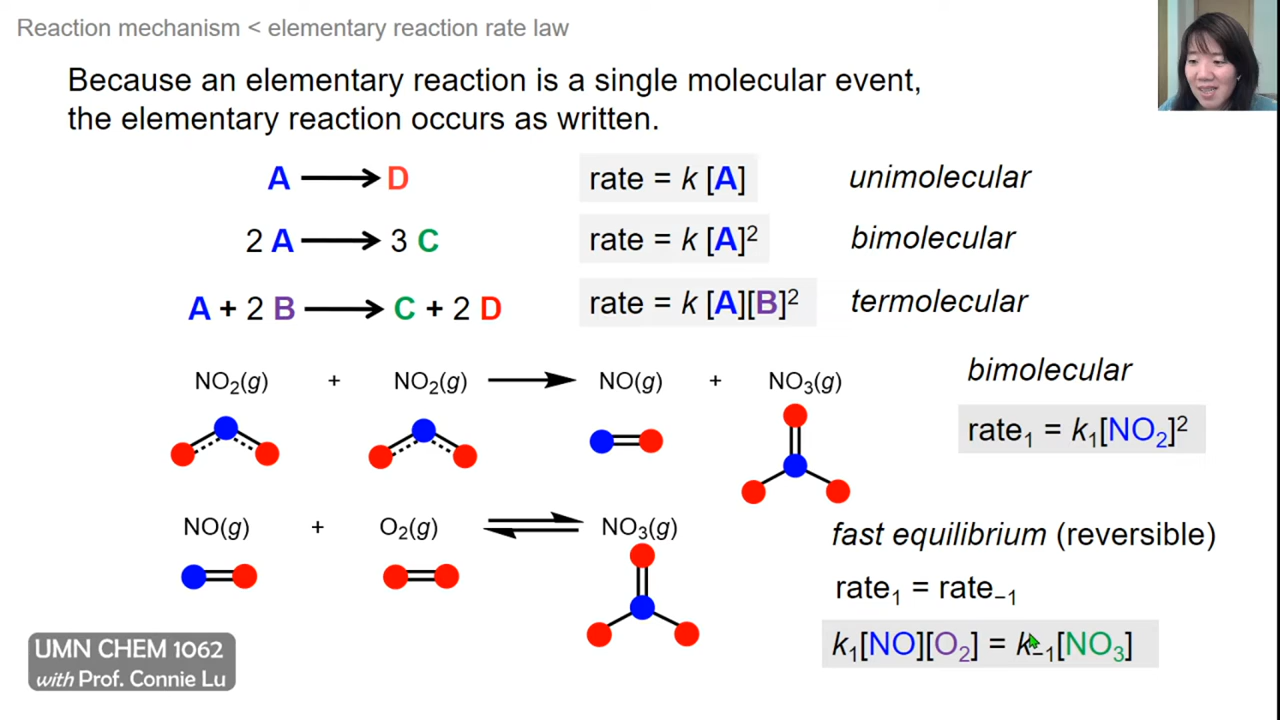 Reaction mechanism < elementary reaction rate law
Because an elementary reaction is a single molecular event,
the elementary reaction occurs as written.
A ⟶ D rate = k [A] unimolecular
2 A ⟶ 3 C rate = k [A]² bimolecular
A + 2 B ⟶ C + 2 D rate = k [A][B]² termolecular
NO₂(g) + NO₂(g) ⟶ NO(g) + NO₃(g) bimolecular
rate₁ = k₁[NO₂]²
NO(g) + O₂(g) ⇌ NO₃(g) fast equilibrium (reversible)
rate₁ = rate₋₁
k₁[NO][O₂] = k₋₁[NO₃]
UMN CHEM 1062
with Prof. Connie Lu